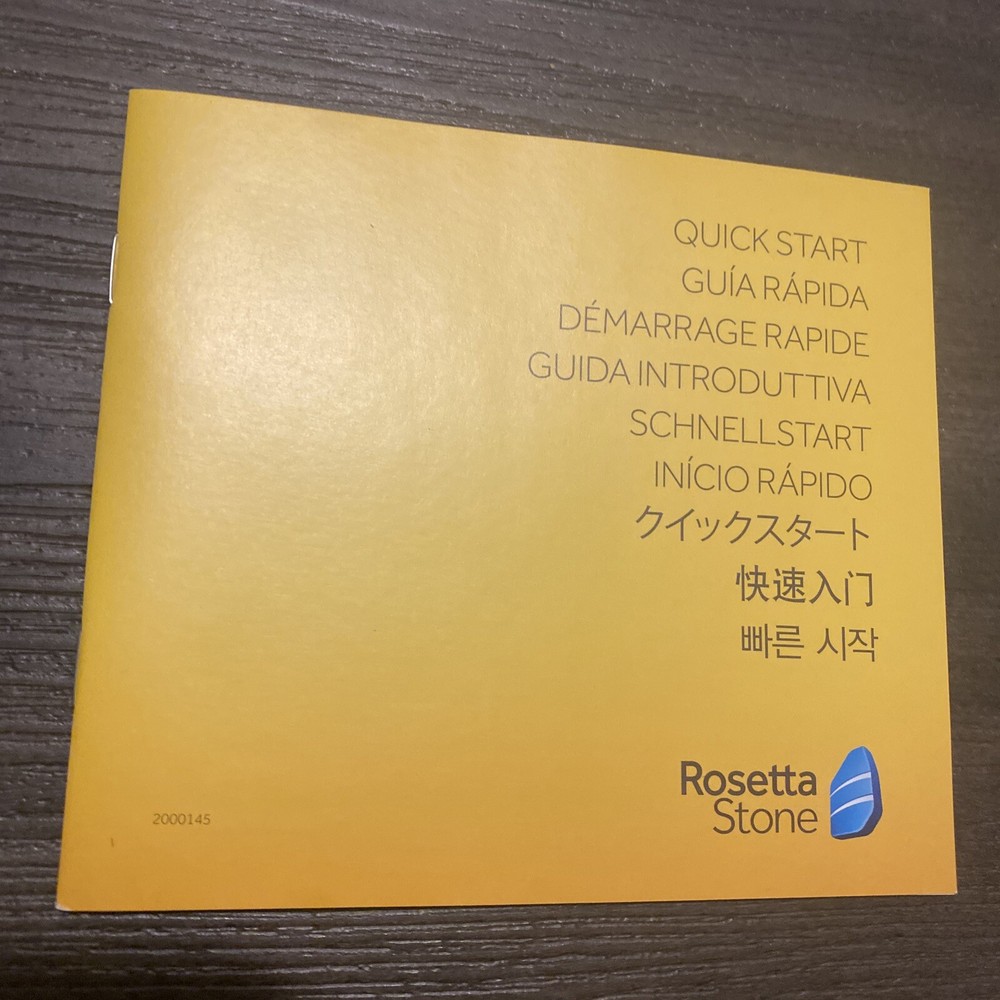 QUICK START
GUÍA RÁPIDA
DÉMARRAGE RAPIDE
GUIDA INTRODUTTIVA
SCHNELLSTART
INÍCIO RÁPIDO
クイックスタート
快速入门
빠른 시작
Rosetta
Stone
2000145